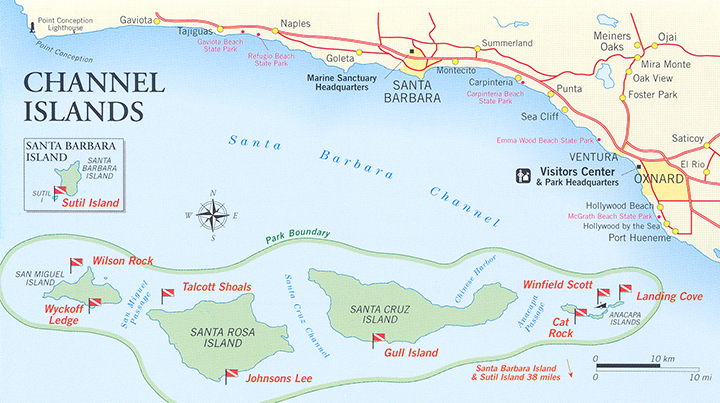 Point Conception
Lighthouse
Gaviota
Tajiguas
Naples
Gaviota Beach
State Park
Refugio Beach
State Park
Goleta
Point Conception
Marine Sanctuary
Headquarters
SANTA
BARBARA
Summerland
Montecito
Carpinteria
Carpinteria Beach
State Park
Punta
Sea Cliff
Meiners
Oaks
Ojai
Mira Monte
Oak View
Foster Park
Emma Wood Beach
State Park
Saticoy
VENTURA
El Rio
Visitors Center
& Park Headquarters
OXNARD
Hollywood Beach
McGrath Beach State Park
Hollywood by the Sea
Port Hueneme
CHANNEL
ISLANDS
SANTA BARBARA
ISLAND
SANTA
BARBARA
ISLAND
SUTIL
I
Sutil Island
Santa Barbara Channel
N
W E
S
Park Boundary
Wilson Rock
SAN MIGUEL
ISLAND
Wyckoff
Ledge
San Miguel
Passage
Talcott Shoals
SANTA ROSA
ISLAND
Johnsons Lee
Santa Cruz
Channel
SANTA CRUZ
ISLAND
Gull Island
Chinese Harbor
Anacapa
Passage
Winfield Scott
Landing Cove
Cat
Rock
ANACAPA
ISLANDS
Santa Barbara Island
& Sutil Island 38 miles
0 10 km
0 10 mi